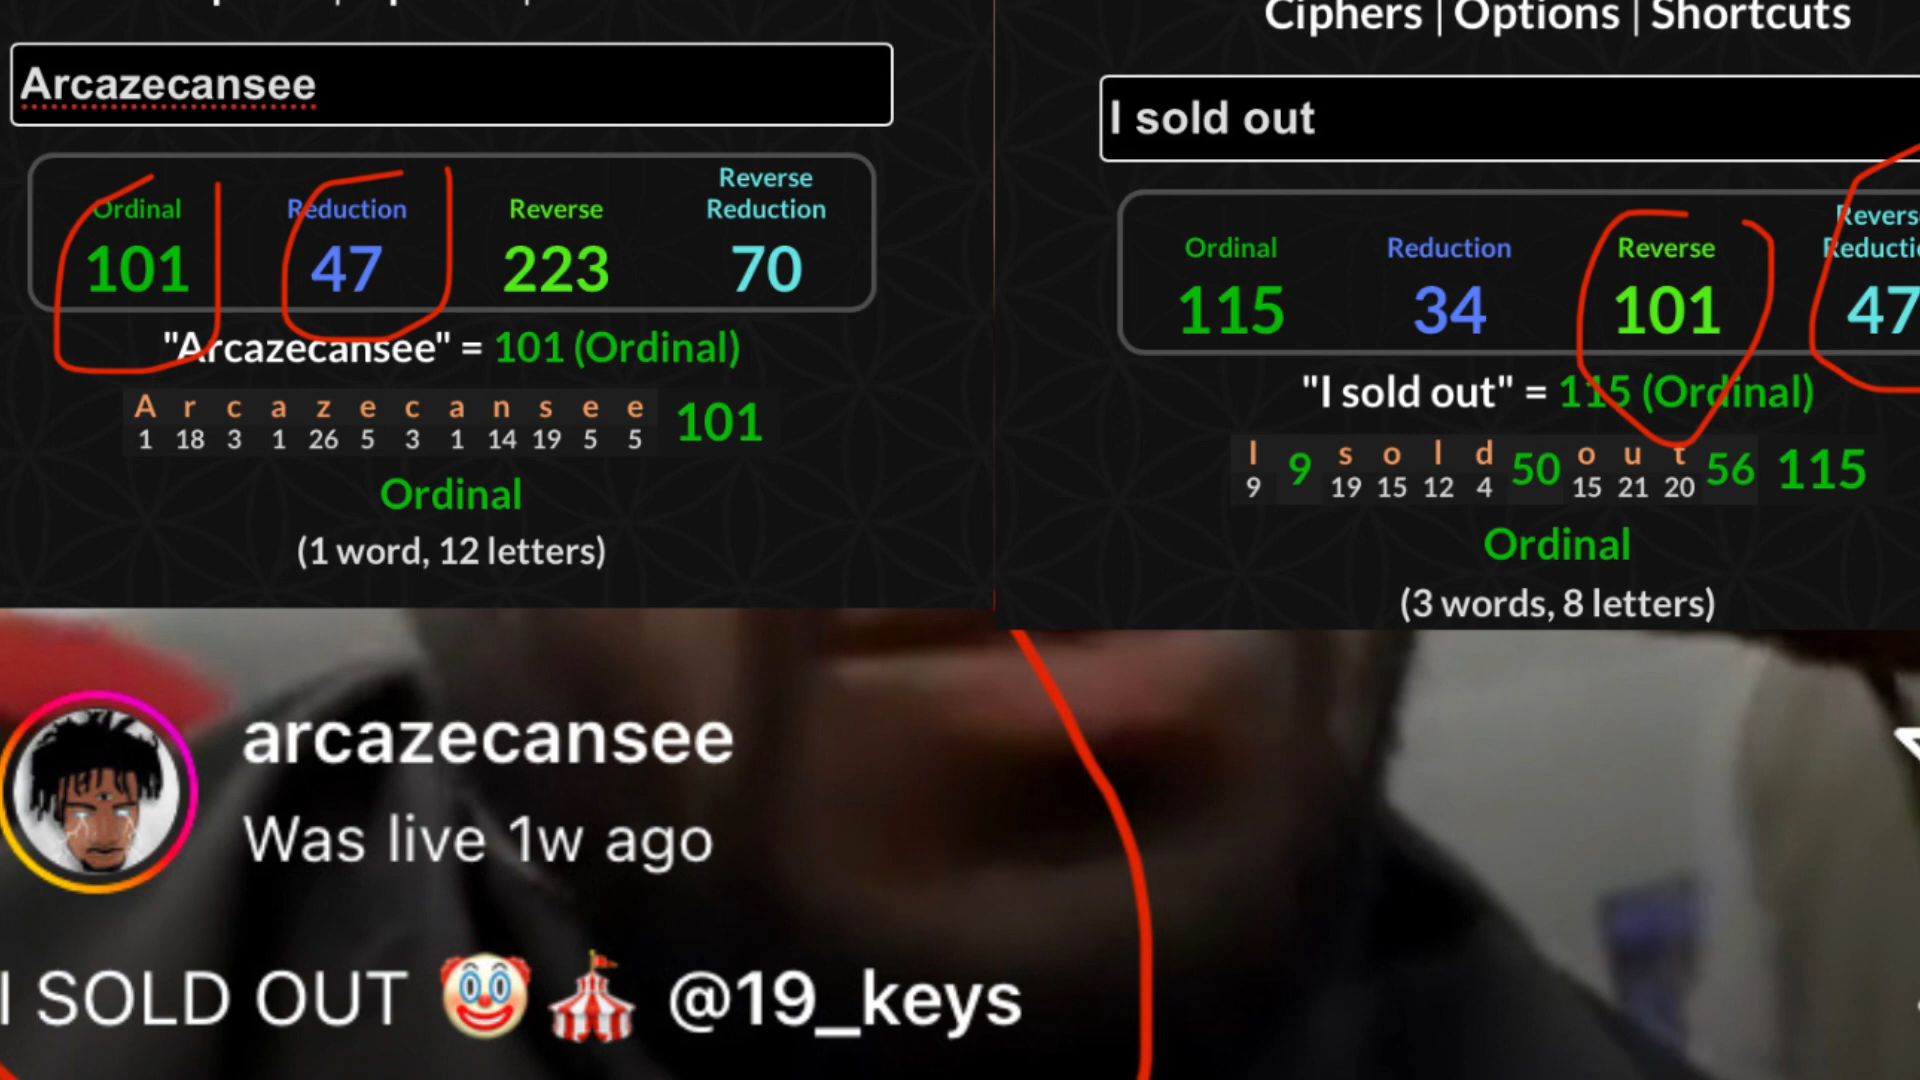 Arcazecansee
Ordinal Reduction Reverse Reverse Reduction
101 47 223 70
"Arcazecansee" = 101 (Ordinal)
A r c a z e c a n s e e 101
1 18 3 1 26 5 3 1 14 19 5 5
Ordinal
(1 word, 12 letters)
Ciphers | Options | Shortcuts
I sold out
Ordinal Reduction Reverse
115 34 101 47
"I sold out" = 115 (Ordinal)
I 9 s o l d 50 o u t 56 115
9 19 15 12 4 15 21 20
Ordinal
(3 words, 8 letters)
arcazecansee
Was live 1w ago
I SOLD OUT 🤡 🎪 @19_keys